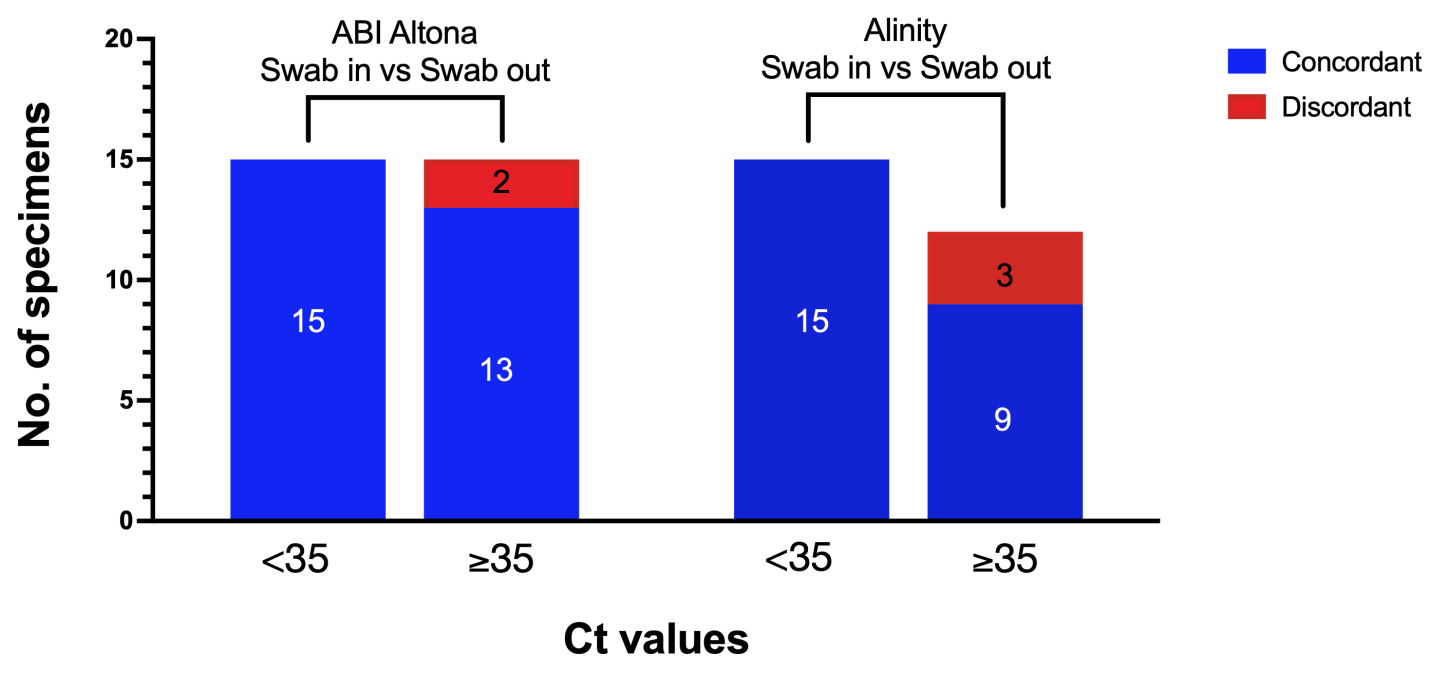 ABI Altona
Swab in vs Swab out
Alinity
Swab in vs Swab out
Concordant
Discordant
No. of specimens
20
15
10
5
0
15
2
13
15
3
9
<35
≥35
<35
≥35
Ct values